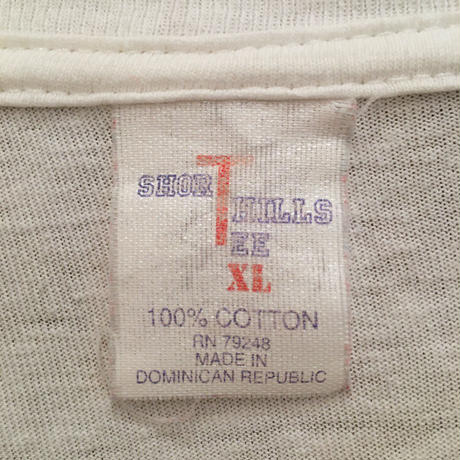 SHORT HILLS
TEE
XL
100% COTTON
RN 79248
MADE IN
DOMINICAN REPUBLIC